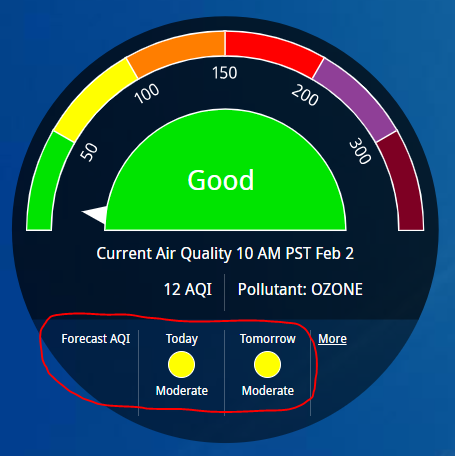 150
100
200
50
300
Good
Current Air Quality 10 AM PST Feb 2
12 AQI
Pollutant: OZONE
Forecast AQI
Today
Tomorrow
More
Moderate
Moderate